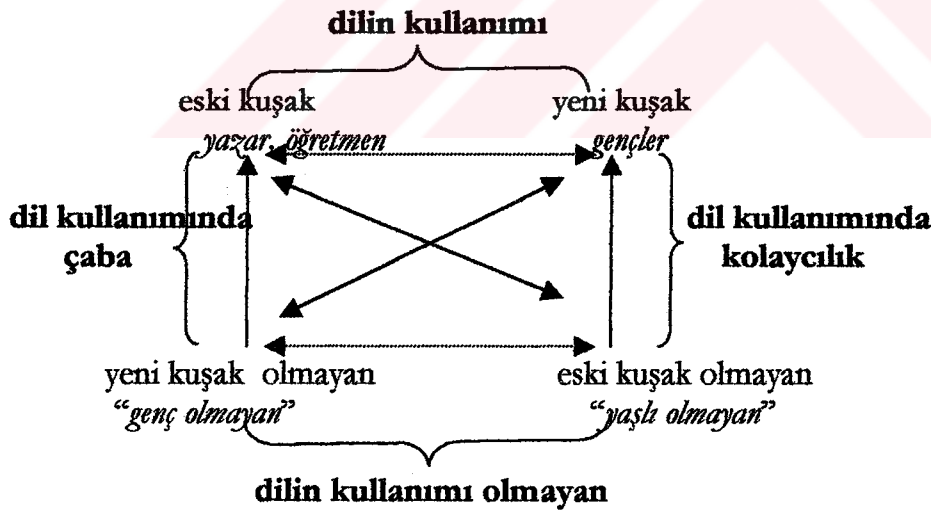 dilin kullanımı
eski kuşak yeni kuşak
yazar, öğretmen gençler
dil kullanımında dil kullanımında
çaba kolaycılık
yeni kuşak olmayan eski kuşak olmayan
“genç olmayan” “yaşlı olmayan”
dilin kullanımı olmayan